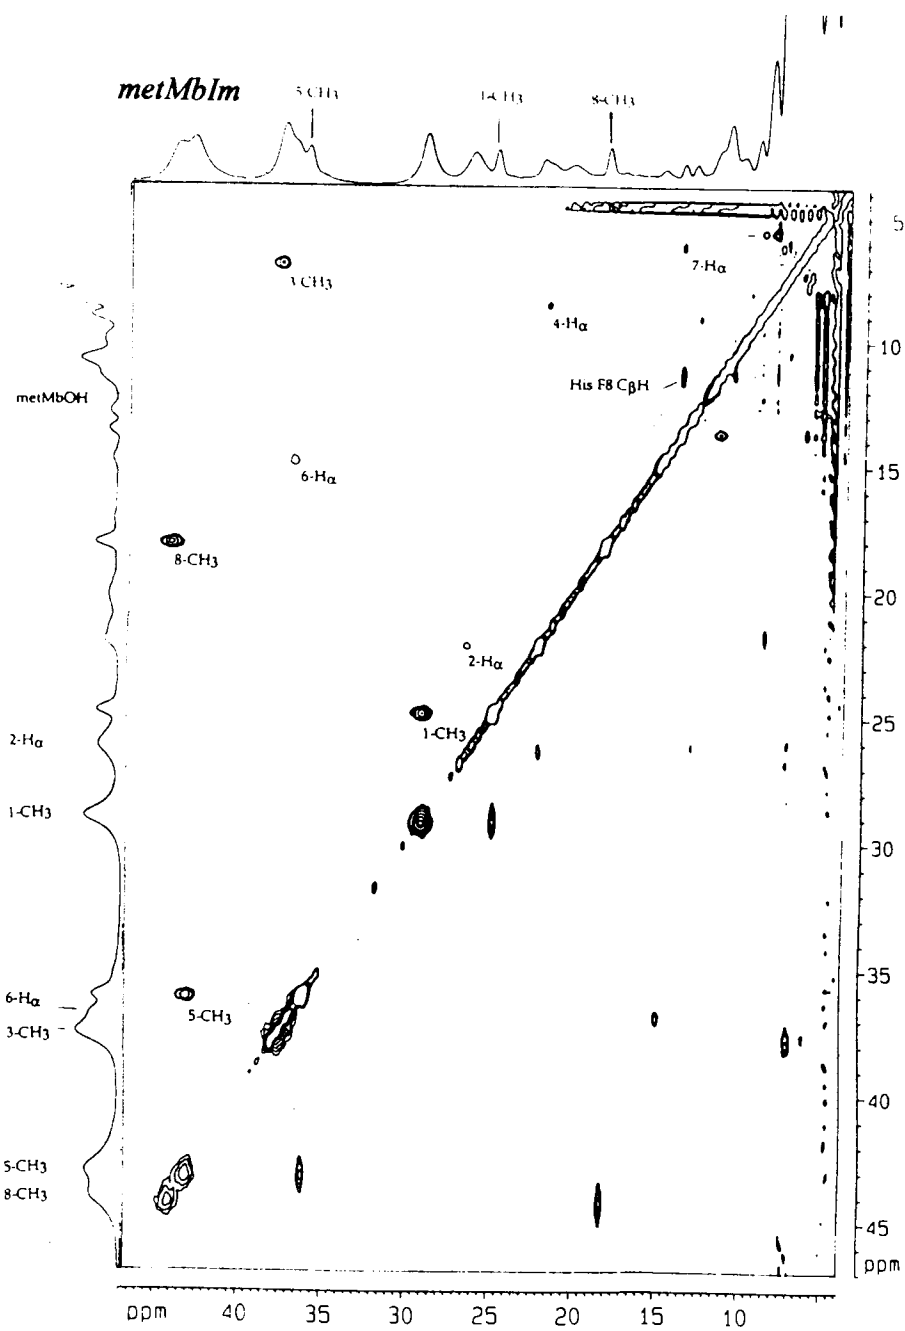 metMbIm
5-CH3
1-CH3
8-CH3
5
3-CH3
7-Hα
4-Hα
10
His F8 CβH
metMbOH
15
6-Hα
8-CH3
20
2-Hα
25
1-CH3
2-Hα
1-CH3
30
35
6-Hα
5-CH3
3-CH3
40
5-CH3
8-CH3
45
ppm
ppm 40 35 30 25 20 15 10